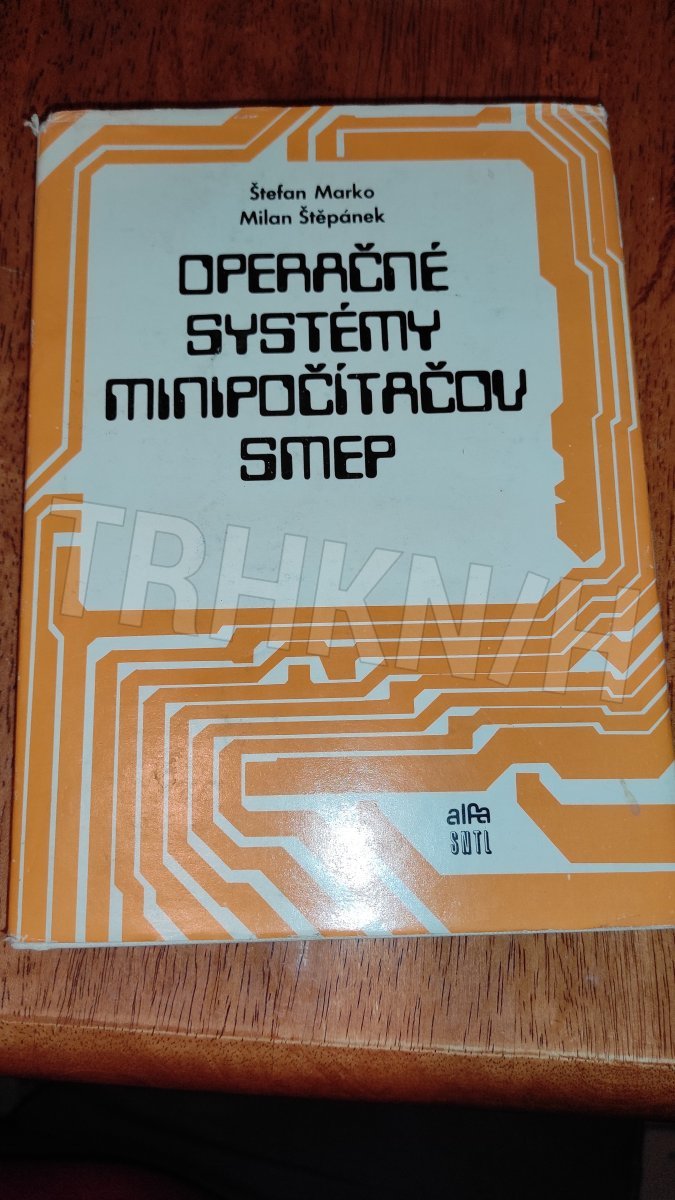 Štefan Marko
Milan Štěpánek
OPERAČNÉ
SYSTÉMY
MINIPOČÍTAČOV
SMEP
TRHKNIH
alfa
SNTL